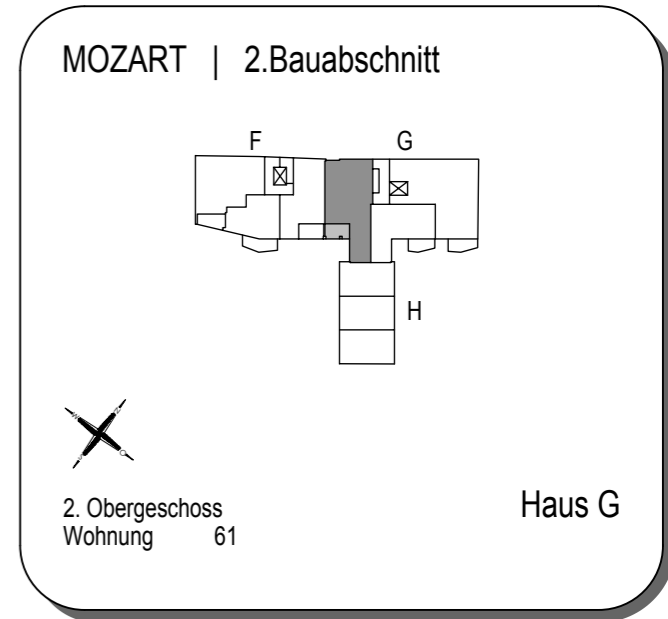 MOZART | 2.Bauabschnitt
F
G
H
N
W
O
S
2. Obergeschoss
Wohnung 61
Haus G